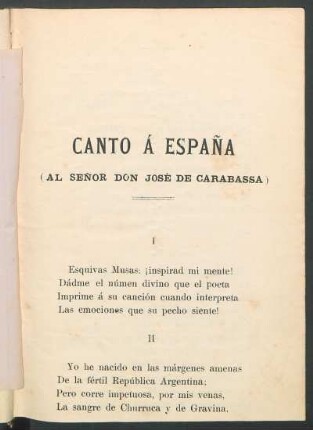 CANTO Á ESPAÑA
(AL SEÑOR DON JOSÉ DE CARABASSA)
I
Esquivas Musas: ¡inspirad mi mente!
Dádme el númen divino que el poeta
Imprime á su canción cuando interpreta
Las emociones que su pecho siente!
II
Yo he nacido en las márgenes amenas
De la fértil República Argentina;
Pero corre impetuosa, por mis venas,
La sangre de Churruca y de Gravina.